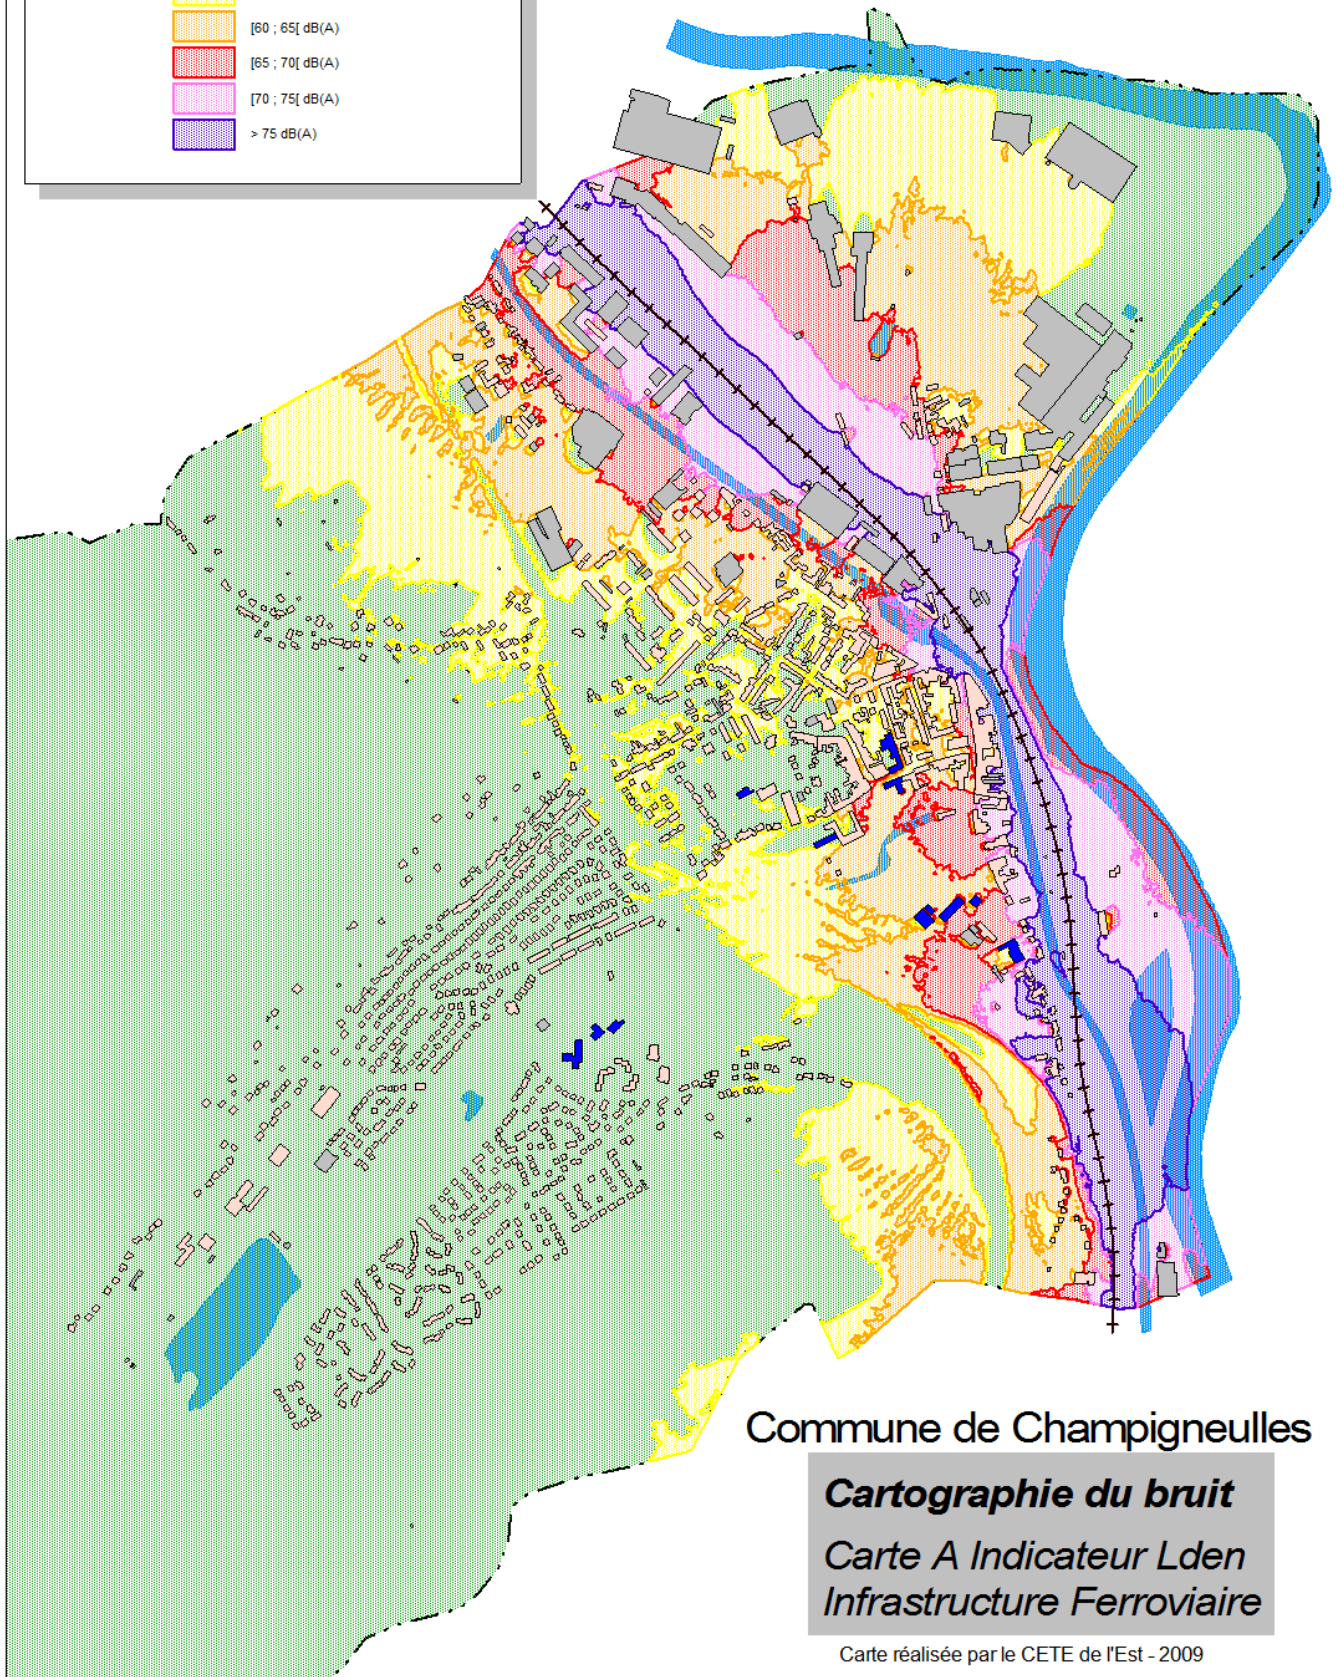 [60 ; 65[ dB(A)
[65 ; 70[ dB(A)
[70 ; 75[ dB(A)
> 75 dB(A)
Commune de Champigneulles
Cartographie du bruit
Carte A Indicateur Lden
Infrastructure Ferroviaire
Carte réalisée par le CETE de l'Est - 2009